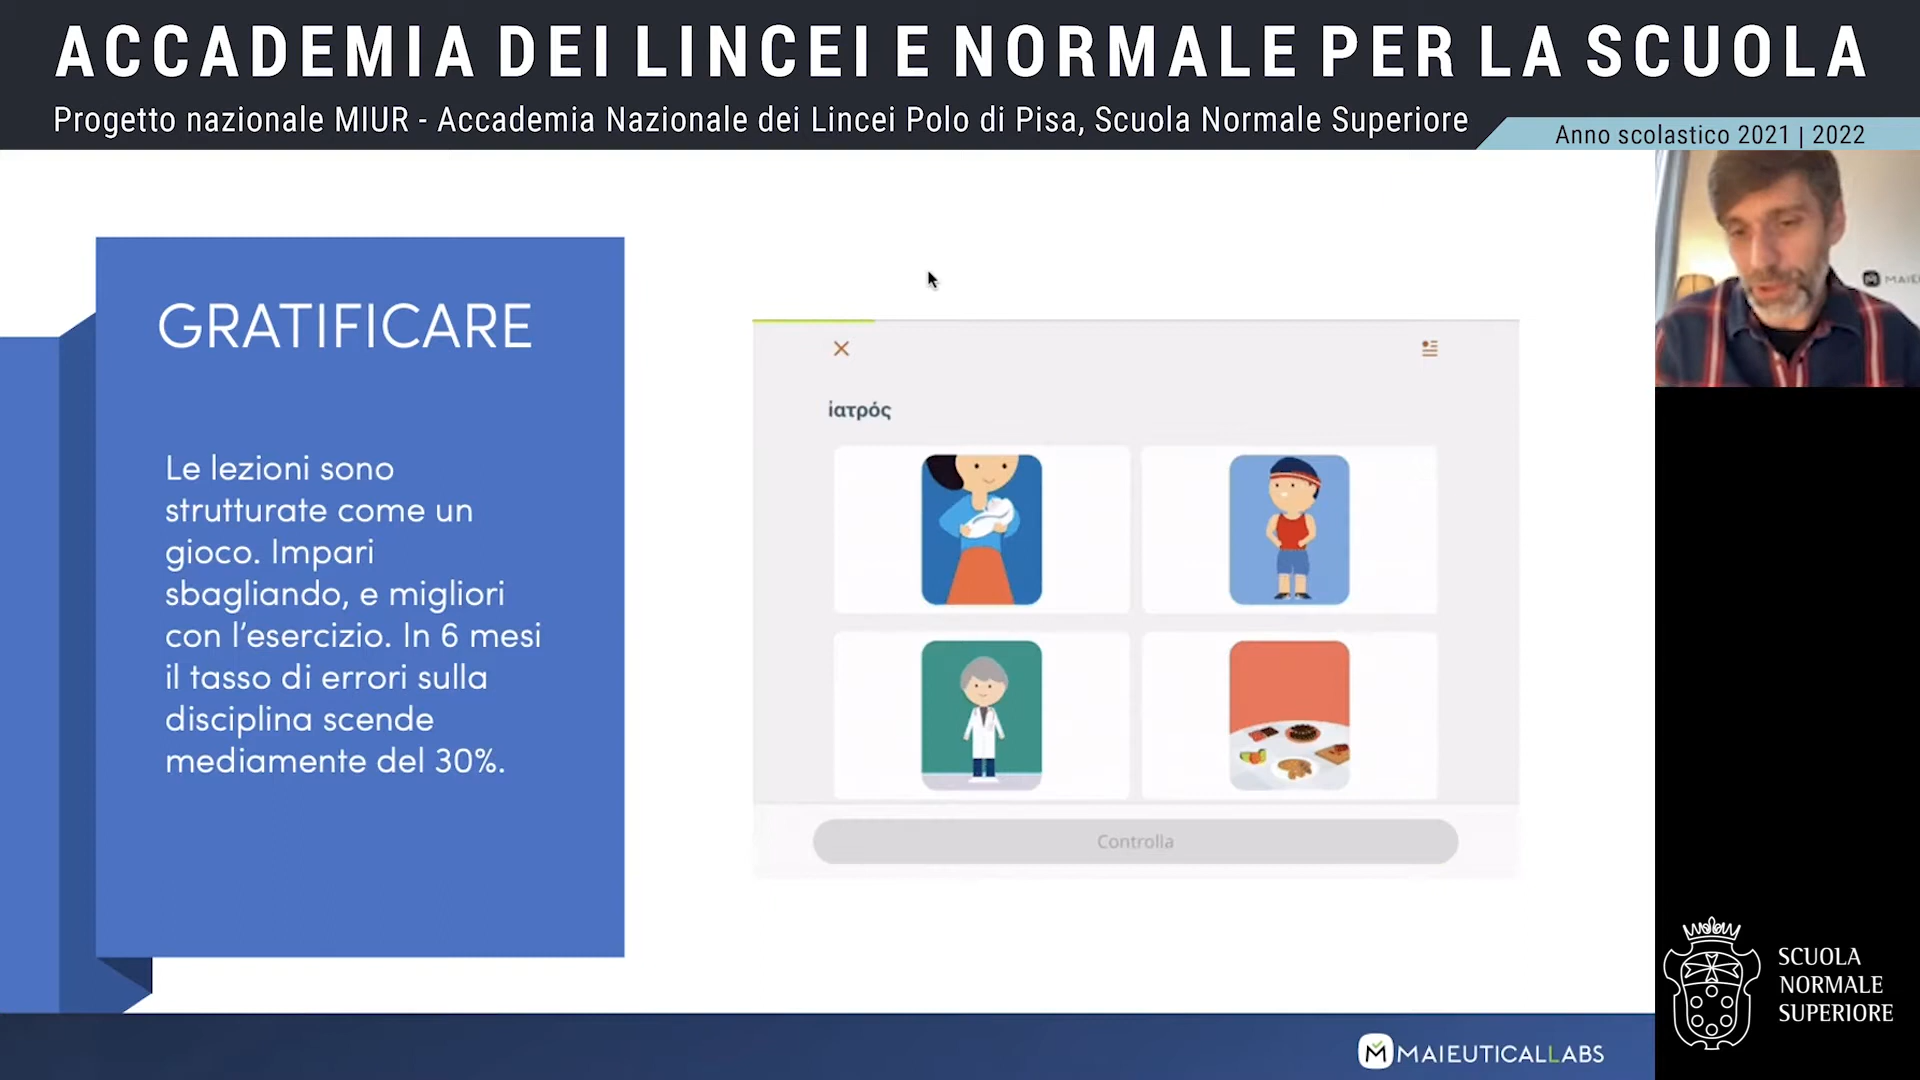 ACCADEMIA DEI LINCEI E NORMALE PER LA SCUOLA
Progetto nazionale MIUR - Accademia Nazionale dei Lincei Polo di Pisa, Scuola Normale Superiore
Anno scolastico 2021 | 2022
GRATIFICARE
Le lezioni sono
strutturate come un
gioco. Impari
sbagliando, e migliori
con l'esercizio. In 6 mesi
il tasso di errori sulla
disciplina scende
mediamente del 30%.
ἰατρός
Controlla
MAIE
SCUOLA
NORMALE
SUPERIORE
MAIEUTICALLABS